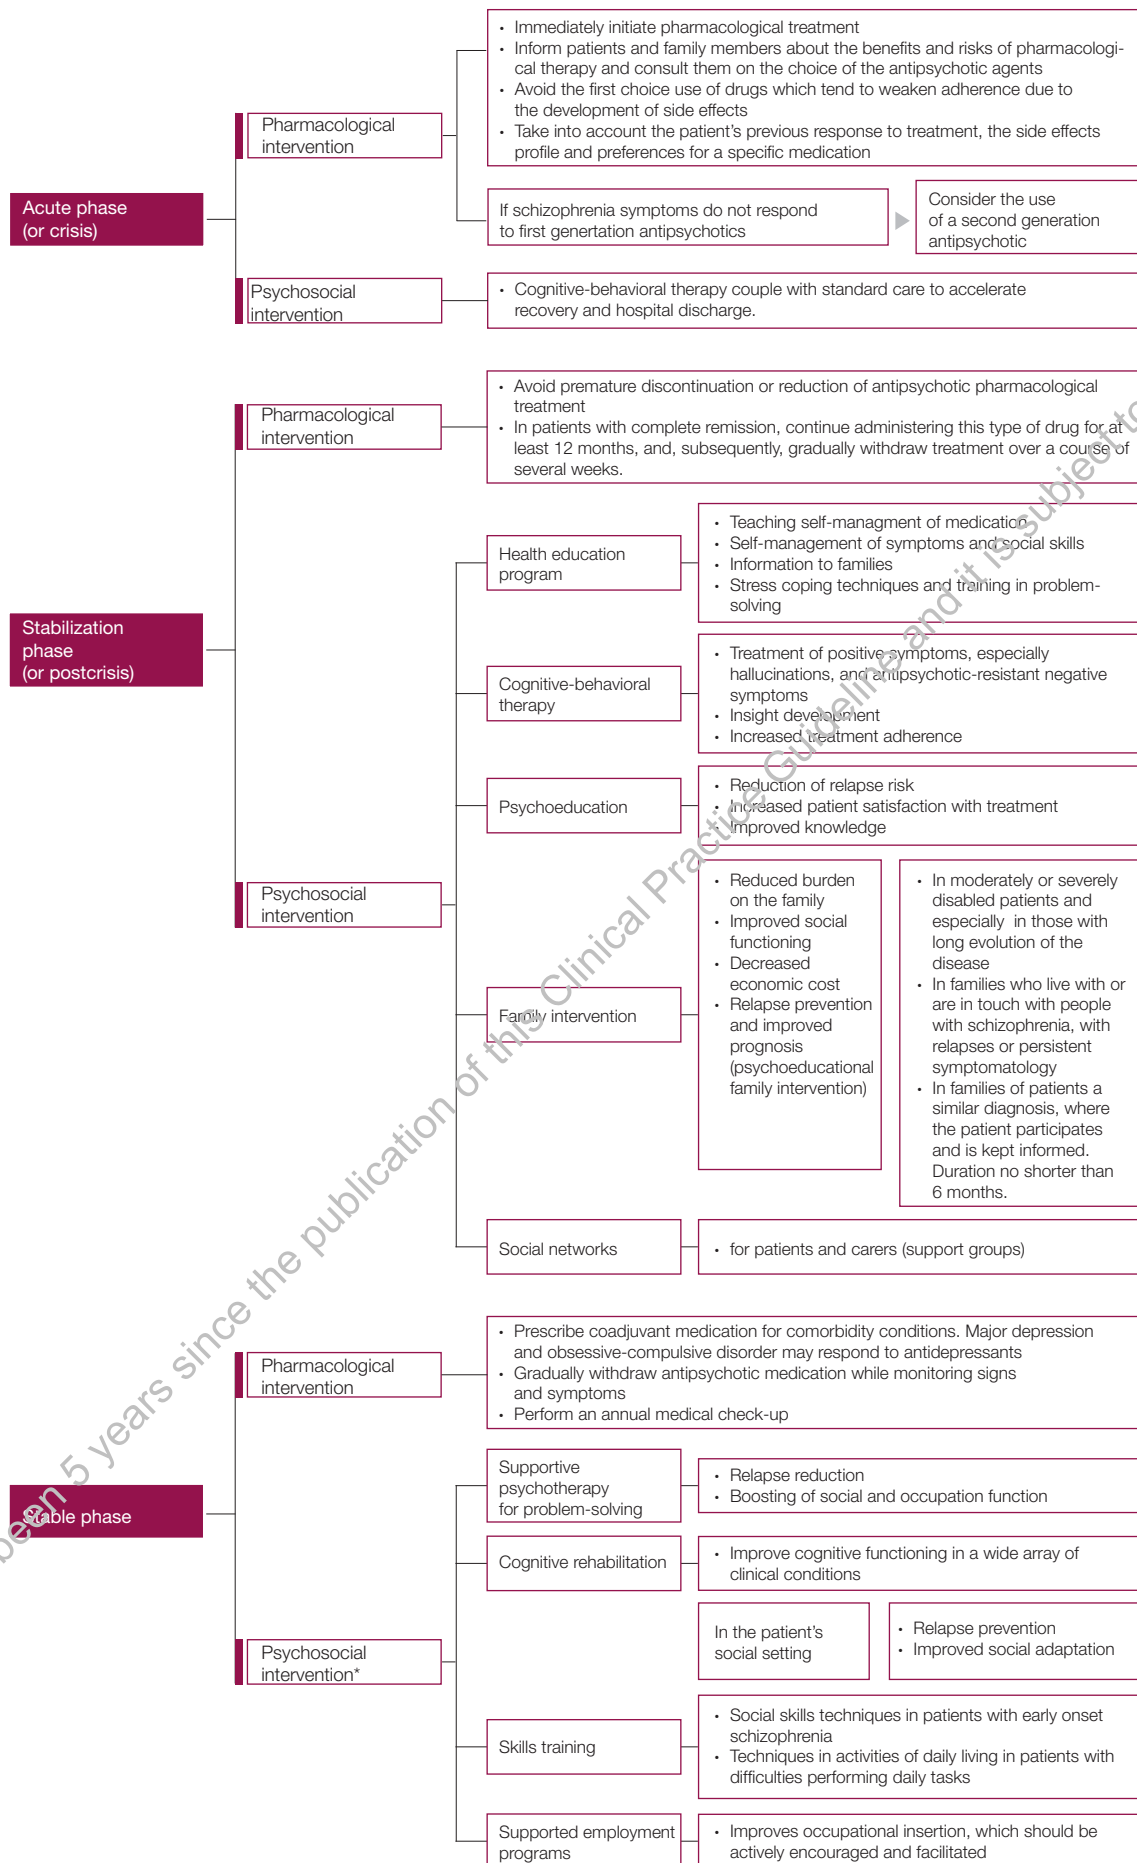 • Immediately initiate pharmacological treatment
• Inform patients and family members about the benefits and risks of pharmacologi-
cal therapy and consult them on the choice of the antipsychotic agents
• Avoid the first choice use of drugs which tend to weaken adherence due to
the development of side effects
• Take into account the patient's previous response to treatment, the side effects
profile and preferences for a specific medication
Pharmacological
intervention
Acute phase
(or crisis)
If schizophrenia symptoms do not respond
to first genertation antipsychotics
Consider the use
of a second generation
antipsychotic
Psychosocial
intervention
• Cognitive-behavioral therapy couple with standard care to accelerate
recovery and hospital discharge.
Pharmacological
intervention
• Avoid premature discontinuation or reduction of antipsychotic pharmacological
treatment
• In patients with complete remission, continue administering this type of drug for at
least 12 months, and, subsequently, gradually withdraw treatment over a course of
several weeks.
Stabilization
phase
(or postcrisis)
Health education
program
• Teaching self-managment of medication
• Self-management of symptoms and social skills
• Information to families
• Stress coping techniques and training in problem-
solving
Cognitive-behavioral
therapy
• Treatment of positive symptoms, especially
hallucinations, and antipsychotic-resistant negative
symptoms
• Insight development
• Increased treatment adherence
Psychoeducation
• Reduction of relapse risk
• Increased patient satisfaction with treatment
• Improved knowledge
Psychosocial
intervention
Family intervention
• Reduced burden
on the family
• Improved social
functioning
• Decreased
economic cost
• Relapse prevention
and improved
prognosis
(psychoeducational
family intervention)
• In moderately or severely
disabled patients and
especially in those with
long evolution of the
disease
• In families who live with or
are in touch with people
with schizophrenia, with
relapses or persistent
symptomatology
• In families of patients a
similar diagnosis, where
the patient participates
and is kept informed.
Duration no shorter than
6 months.
Social networks
• for patients and carers (support groups)
Pharmacological
intervention
• Prescribe coadjuvant medication for comorbidity conditions. Major depression
and obsessive-compulsive disorder may respond to antidepressants
• Gradually withdraw antipsychotic medication while monitoring signs
and symptoms
• Perform an annual medical check-up
Stable phase
Supportive
psychotherapy
for problem-solving
• Relapse reduction
• Boosting of social and occupation function
Cognitive rehabilitation
• Improve cognitive functioning in a wide array of
clinical conditions
In the patient's
social setting
• Relapse prevention
• Improved social adaptation
Psychosocial
intervention*
Skills training
• Social skills techniques in patients with early onset
schizophrenia
• Techniques in activities of daily living in patients with
difficulties performing daily tasks
Supported employment
programs
• Improves occupational insertion, which should be
actively encouraged and facilitated
been 5 years since the publication of this Clinical Practice Guideline and it is subject to